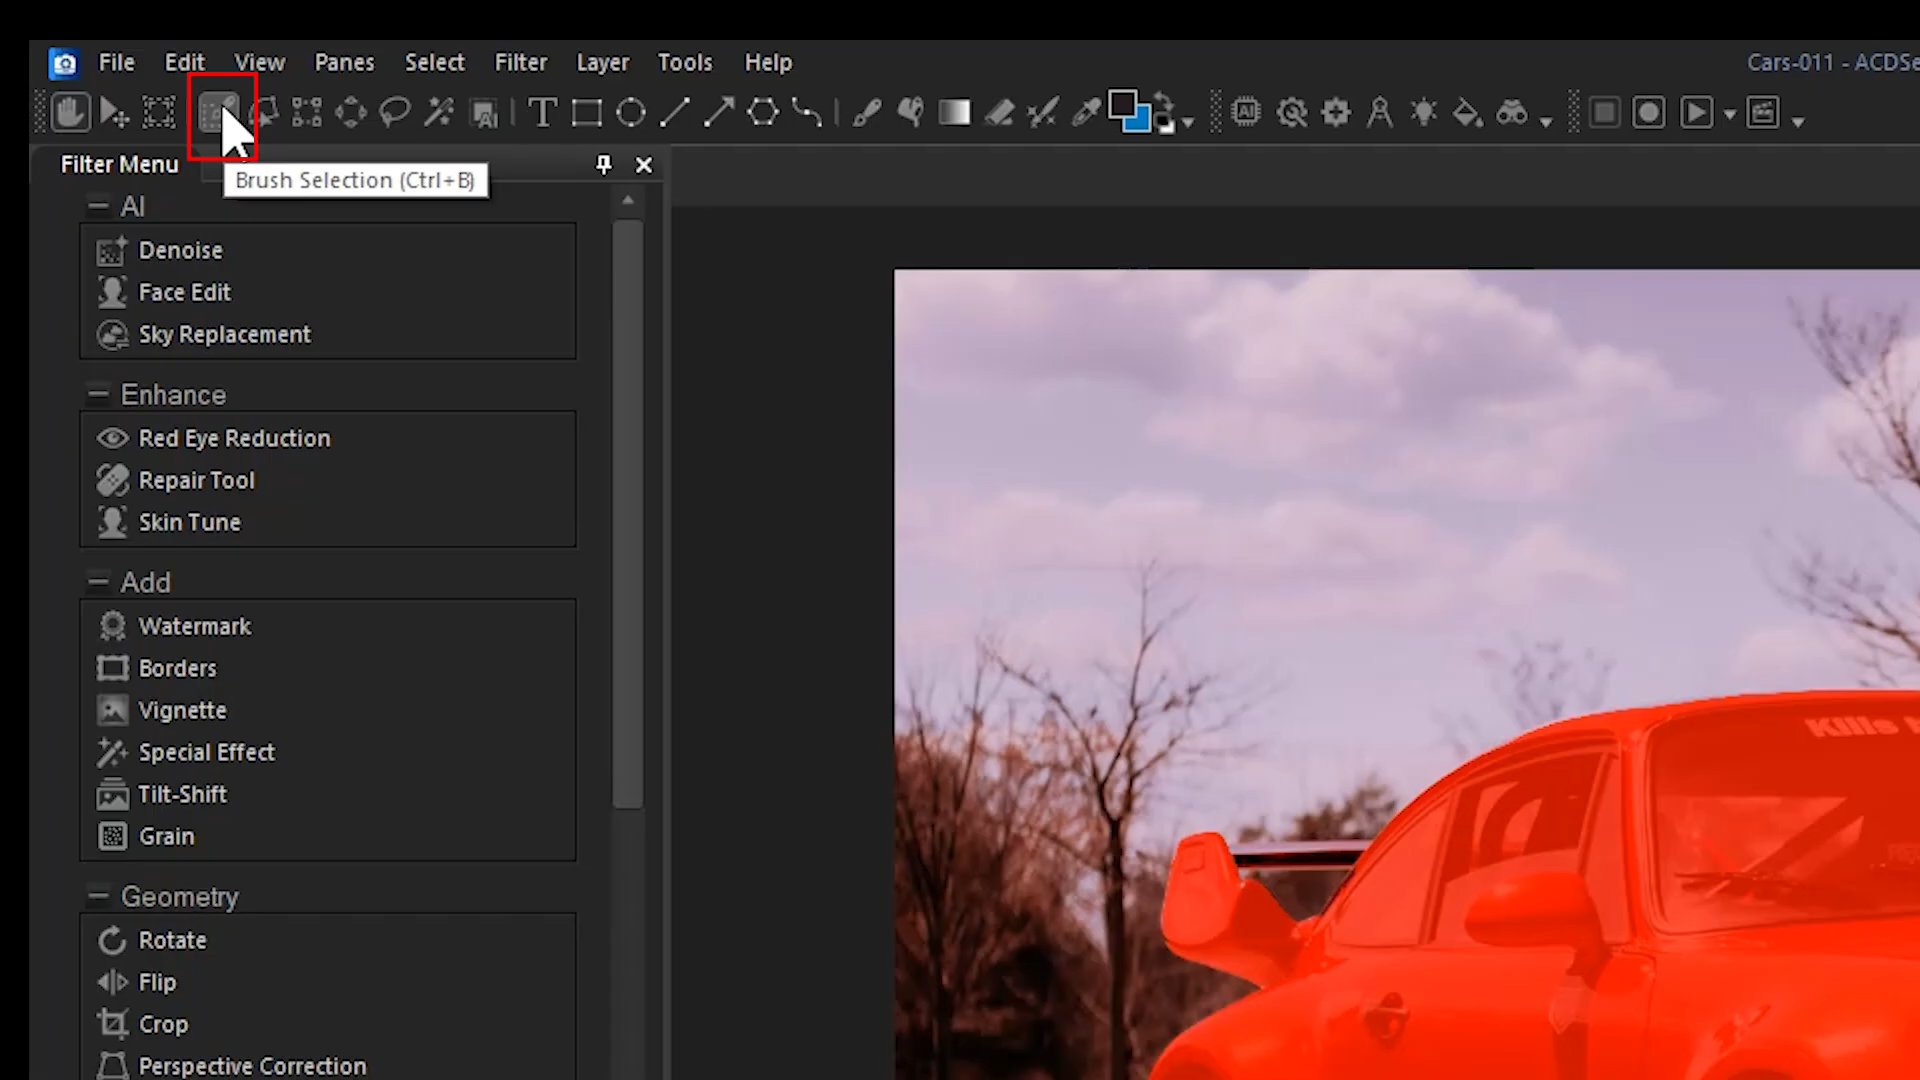 File Edit View Panes Select Filter Layer Tools Help
Cars-011 - ACDSe
Filter Menu
Brush Selection (Ctrl+B)
AI
Denoise
Face Edit
Sky Replacement
Enhance
Red Eye Reduction
Repair Tool
Skin Tune
Add
Watermark
Borders
Vignette
Special Effect
Tilt-Shift
Grain
Geometry
Rotate
Flip
Crop
Perspective Correction
Kills